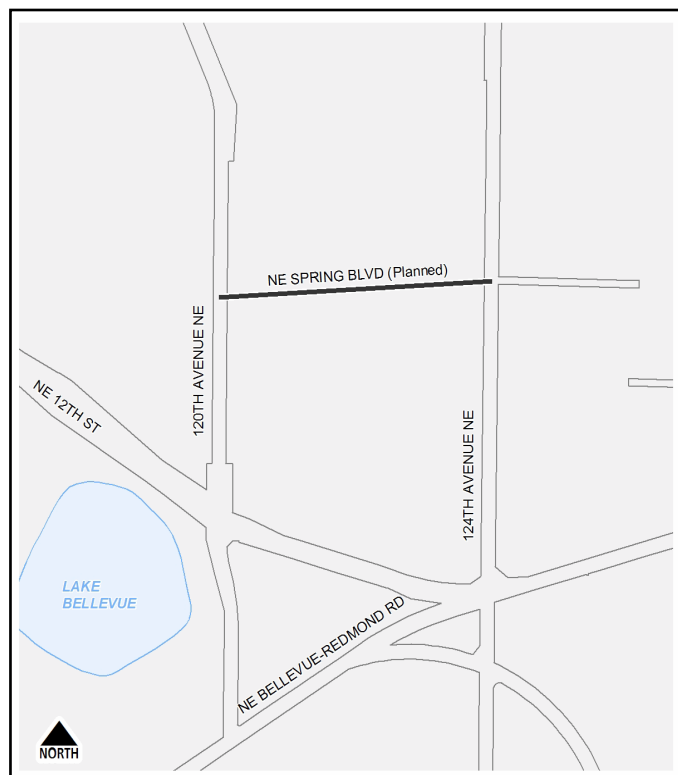 NE SPRING BLVD (Planned)
120TH AVENUE NE
NE 12TH ST
124TH AVENUE NE
LAKE
BELLEVUE
NE BELLEVUE-REDMOND RD
NORTH